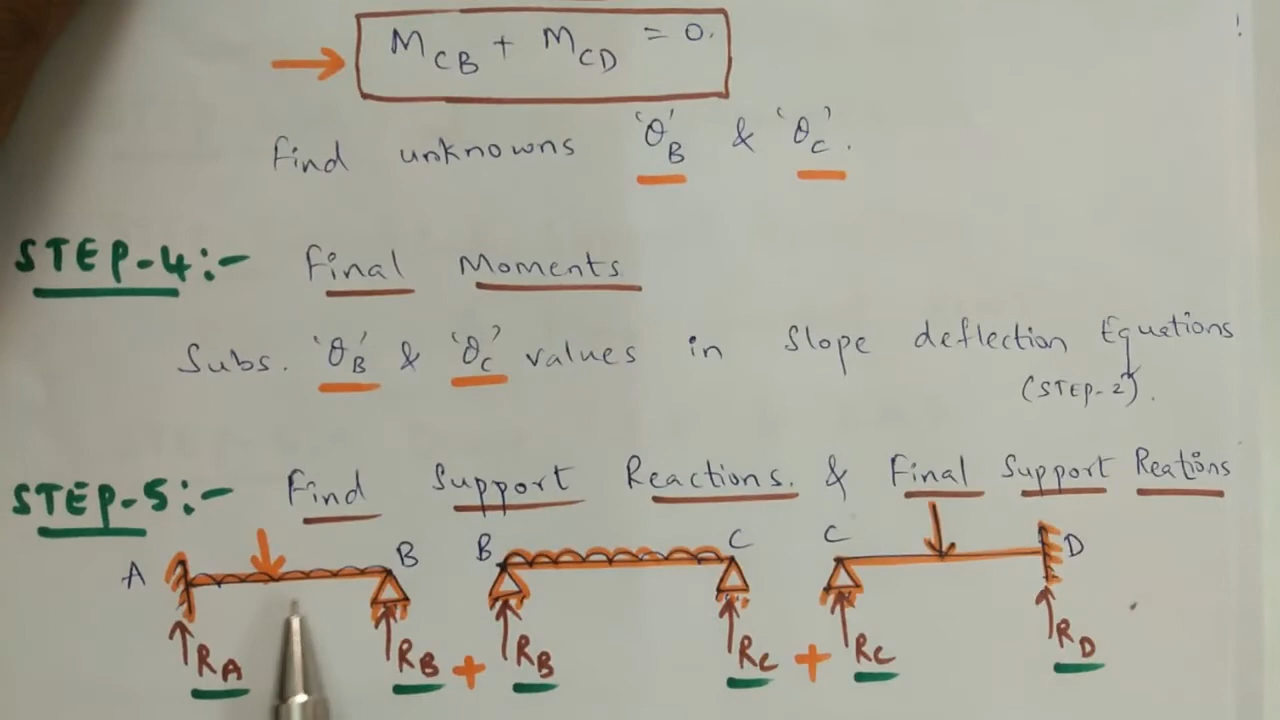 M_CB + M_CD = 0.
Find unknowns 'θ_B' & 'θ_C'.
STEP-4:- Final Moments
Subs. 'θ_B' & 'θ_C' values in Slope deflection Equations
(STEP-2).
STEP-5:- Find Support Reactions. & Final Support Reations
A B B C C D
R_A R_B + R_B R_C + R_C R_D